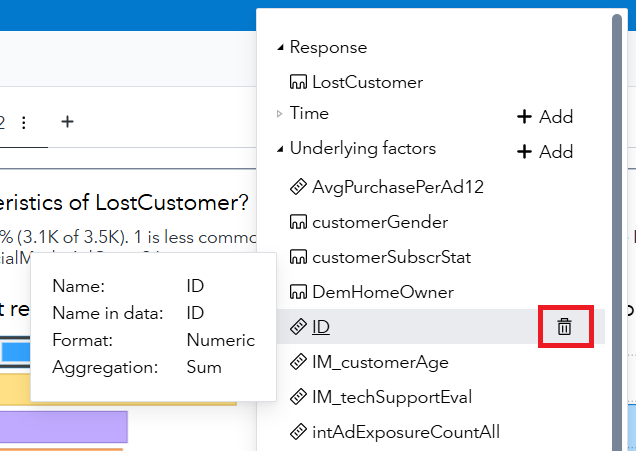 Response
LostCustomer
Time
+ Add
2
+
Underlying factors
+ Add
AvgPurchasePerAd12
eristics of LostCustomer?
customerGender
% (3.1K of 3.5K). 1 is less commo
customerSubscrStat
Name: ID
Name in data: ID
Format: Numeric
Aggregation: Sum
DemHomeOwner
t re
ID
IM_customerAge
IM_techSupportEval
intAdExposureCountAll